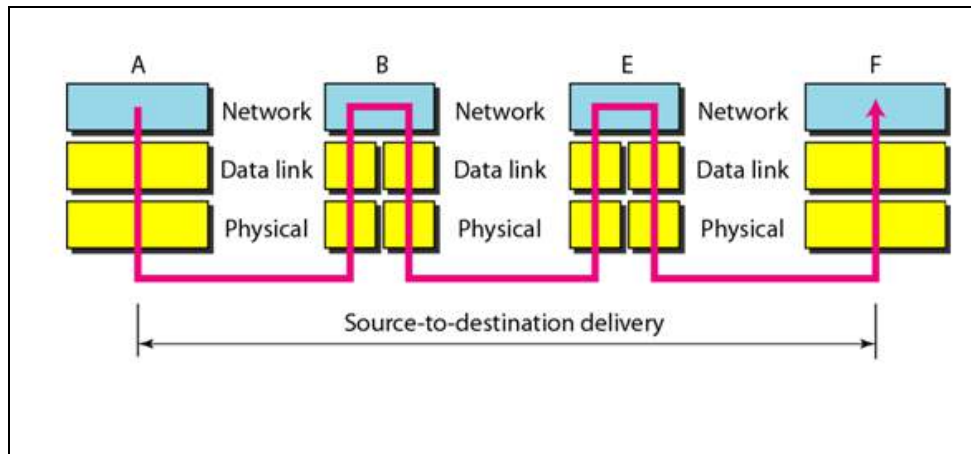 A B E F
Network Network Network
Data link Data link Data link
Physical Physical Physical
Source-to-destination delivery